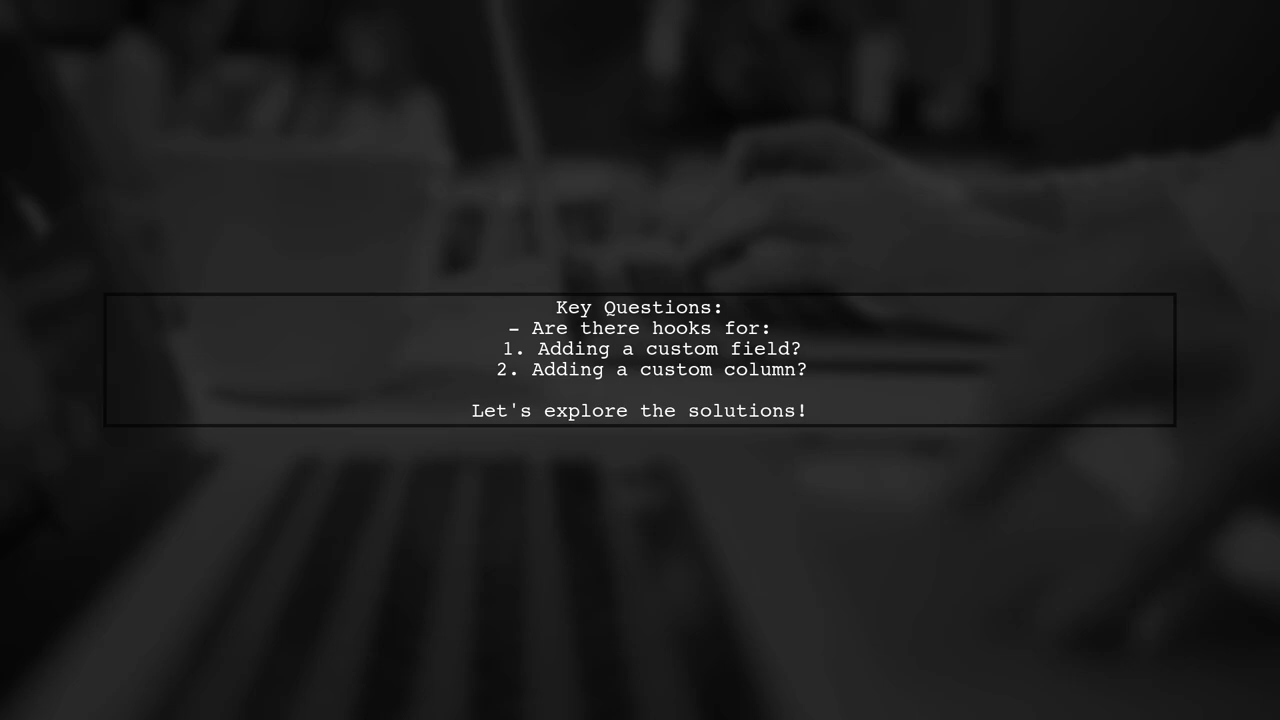 Key Questions:
- Are there hooks for:
1. Adding a custom field?
2. Adding a custom column?
Let's explore the solutions!